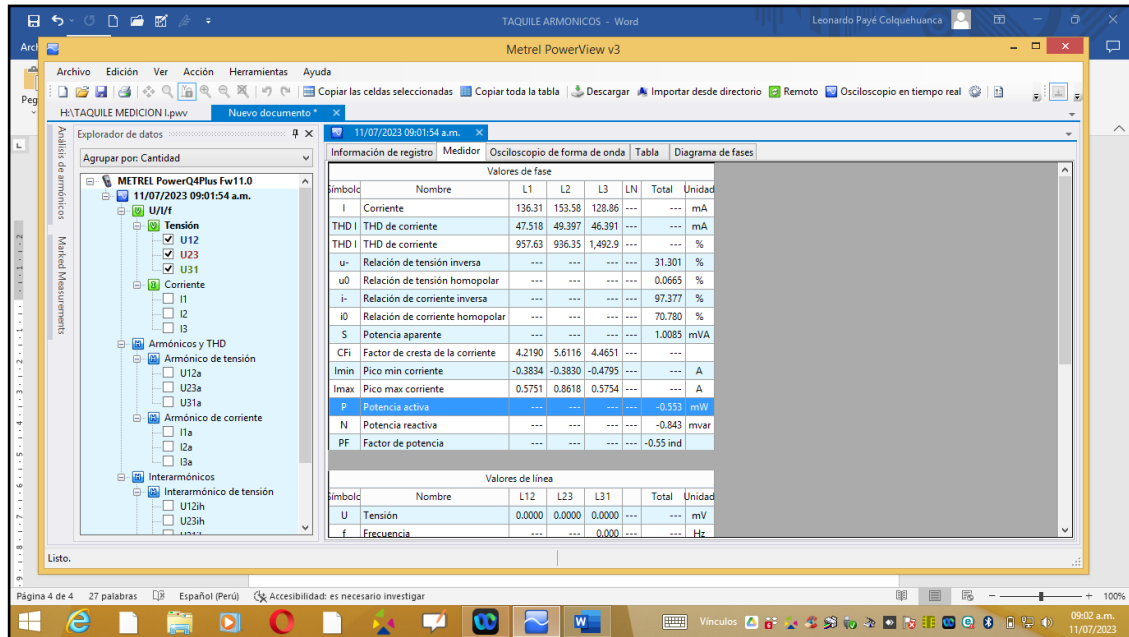 TAQUILE ARMONICOS - Word
Leonardo Payé Colquehuanca
Arch
Metrel PowerView v3
Archivo Edición Ver Acción Herramientas Ayuda
Peg
Copiar las celdas seleccionadas Copiar toda la tabla Descargar Importar desde directorio Remoto Osciloscopio en tiempo real
H:\TAQUILE MEDICION I.pwv Nuevo documento *
Análisis de armónicos
Marked Measurements
Explorador de datos
Agrupar por: Cantidad
METREL PowerQ4Plus Fw11.0
11/07/2023 09:01:54 a.m.
U/I/f
Tensión
U12
U23
U31
Corriente
I1
I2
I3
Armónicos y THD
Armónico de tensión
U12a
U23a
U31a
Armónico de corriente
I1a
I2a
I3a
Interarmónicos
Interarmónico de tensión
U12ih
U23ih
11/07/2023 09:01:54 a.m.
Información de registro Medidor Osciloscopio de forma de onda Tabla Diagrama de fases
Valores de fase
Símbolo Nombre L1 L2 L3 LN Total Unidad
I Corriente 136.31 153.58 128.86 --- --- mA
THD I THD de corriente 47.518 49.397 46.391 --- --- mA
THD I THD de corriente 957.63 936.35 1,492.9 --- --- %
u- Relación de tensión inversa --- --- --- --- 31.301 %
u0 Relación de tensión homopolar --- --- --- --- 0.0665 %
i- Relación de corriente inversa --- --- --- --- 97.377 %
i0 Relación de corriente homopolar --- --- --- --- 70.780 %
S Potencia aparente --- --- --- --- 1.0085 mVA
CFi Factor de cresta de la corriente 4.2190 5.6116 4.4651 --- ---
Imin Pico min corriente -0.3834 -0.3830 -0.4795 --- --- A
Imax Pico max corriente 0.5751 0.8618 0.5754 --- --- A
P Potencia activa --- --- --- --- -0.553 mW
N Potencia reactiva --- --- --- --- -0.843 mvar
PF Factor de potencia --- --- --- --- -0.55 ind
Valores de línea
Símbolo Nombre L12 L23 L31 Total Unidad
U Tensión 0.0000 0.0000 0.0000 --- --- mV
f Frecuencia --- --- 0.000 --- --- Hz
Listo.
Página 4 de 4 27 palabras Español (Perú) Accesibilidad: es necesario investigar 100%
Vínculos
09:02 a.m.
11/07/2023